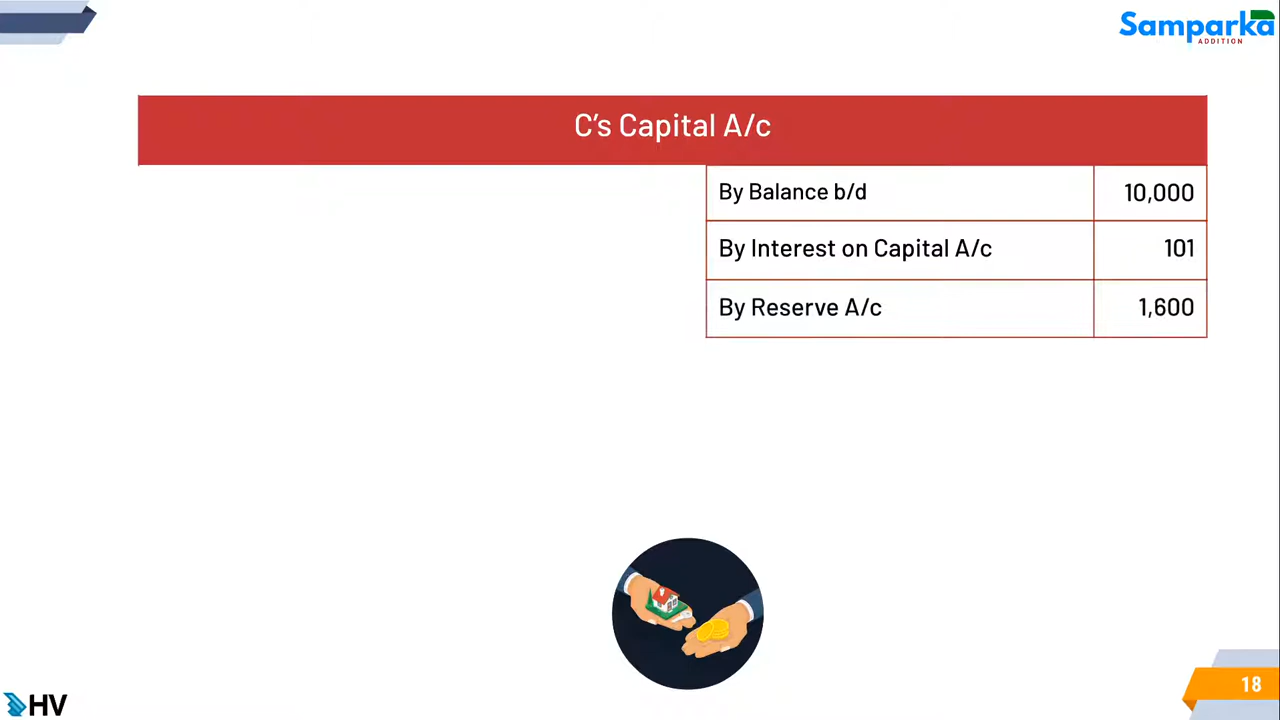 Samparka
ADDITION
C’s Capital A/c
By Balance b/d 10,000
By Interest on Capital A/c 101
By Reserve A/c 1,600
HV
18